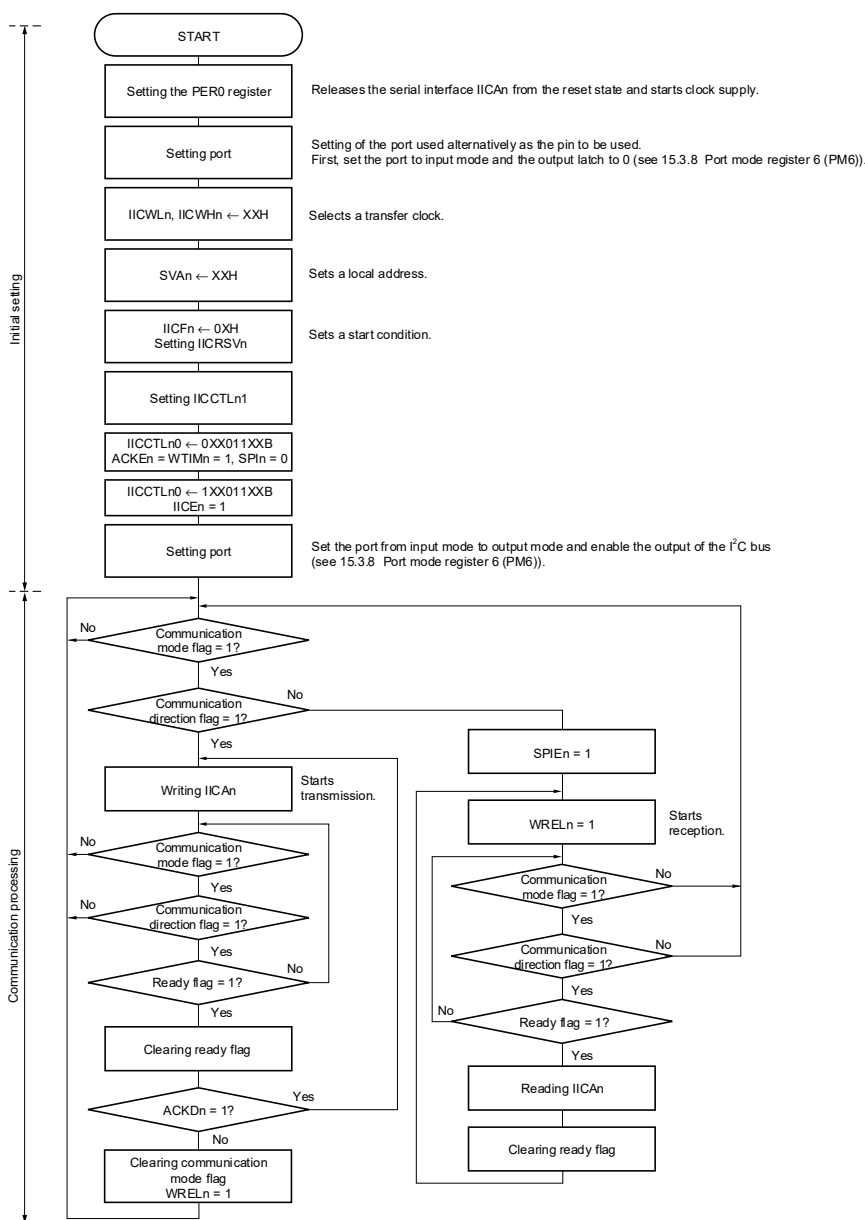 START
Setting the PER0 register
Releases the serial interface IICAn from the reset state and starts clock supply.
Setting port
Setting of the port used alternatively as the pin to be used.
First, set the port to input mode and the output latch to 0 (see 15.3.8 Port mode register 6 (PM6)).
IICWLn, IICWHn ← XXH
Selects a transfer clock.
SVAn ← XXH
Sets a local address.
IICFn ← 0XH
Setting IICRSVn
Sets a start condition.
Setting IICCTLn1
IICCTLn0 ← 0XX011XXB
ACKEn = WTIMn = 1, SPIn = 0
IICCTLn0 ← 1XX011XXB
IICEn = 1
Setting port
Set the port from input mode to output mode and enable the output of the I²C bus
(see 15.3.8 Port mode register 6 (PM6)).
Initial setting
Communication processing
No
Communication
mode flag = 1?
Yes
No
Communication
direction flag = 1?
Yes
Writing IICAn
Starts
transmission.
No
Communication
mode flag = 1?
Yes
No
Communication
direction flag = 1?
Yes
Ready flag = 1?
No
Yes
Clearing ready flag
ACKDn = 1?
Yes
No
Clearing communication
mode flag
WRELn = 1
SPIEn = 1
WRELn = 1
Starts
reception.
Communication
mode flag = 1?
No
Yes
Communication
direction flag = 1?
No
Yes
No
Ready flag = 1?
Yes
Reading IICAn
Clearing ready flag